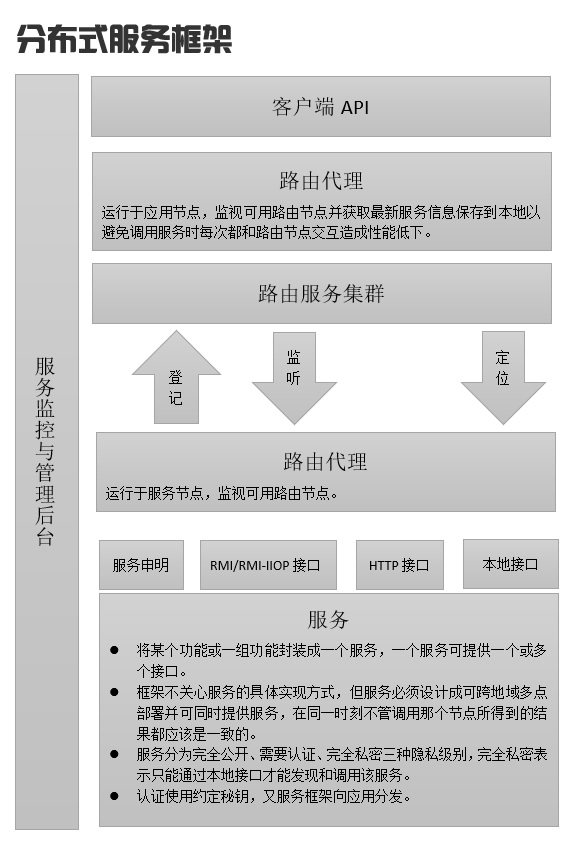 分布式服务框架
服务监控与管理后台
客户端 API
路由代理
运行于应用节点，监视可用路由节点并获取最新服务信息保存到本地以
避免调用服务时每次都和路由节点交互造成性能低下。
路由服务集群
登
记
监
听
定
位
路由代理
运行于服务节点，监视可用路由节点。
服务申明
RMI/RMI-IIOP 接口
HTTP 接口
本地接口
服务
● 将某个功能或一组功能封装成一个服务，一个服务可提供一个或多
个接口。
● 框架不关心服务的具体实现方式，但服务必须设计成可跨地域多点
部署并可同时提供服务，在同一时刻不管调用那个节点所得到的结
果都应该是一致的。
● 服务分为完全公开、需要认证、完全私密三种隐私级别，完全私密表
示只能通过本地接口才能发现和调用该服务。
● 认证使用约定秘钥，又服务框架向应用分发。